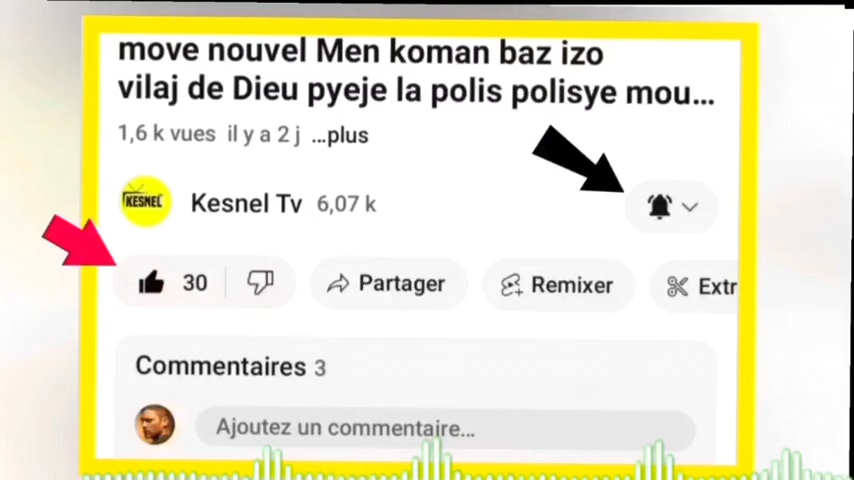 move nouvel Men koman baz izo
vilaj de Dieu pyeje la polis polisye mou...
1,6 k vues il y a 2 j ...plus
KESNEL
Kesnel Tv 6,07 k
30
Partager
Remixer
Extr
Commentaires 3
Ajoutez un commentaire...